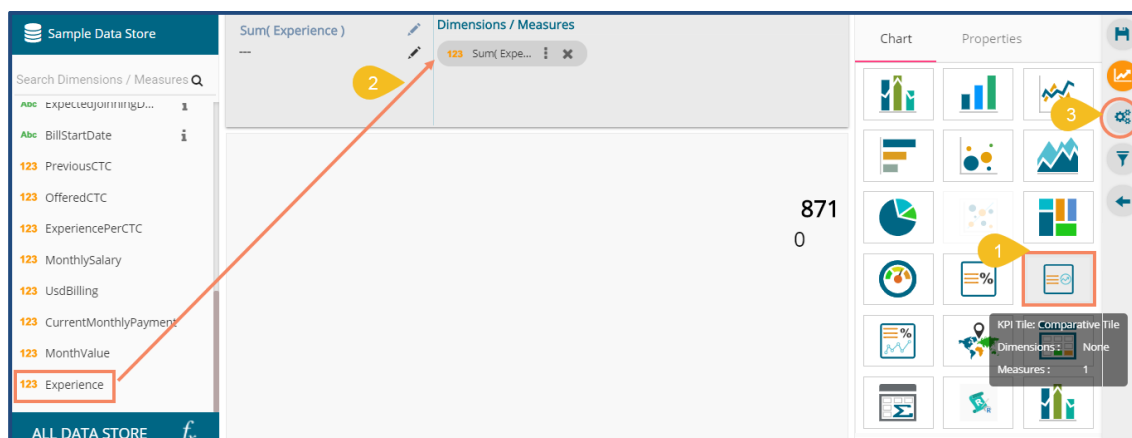 Sample Data Store
Search Dimensions / Measures
Abc ExpectedJoinningD... i
Abc BillStartDate i
123 PreviousCTC
123 OfferedCTC
123 ExperiencePerCTC
123 MonthlySalary
123 UsdBilling
123 CurrentMonthlyPayment
123 MonthValue
123 Experience
ALL DATA STORE fx
Sum( Experience )
---
2
Dimensions / Measures
123 Sum( Expe...
871
0
Chart Properties
3
1
%
%
KPI Tile: Comparative Tile
Dimensions : None
Measures : 1
Σ